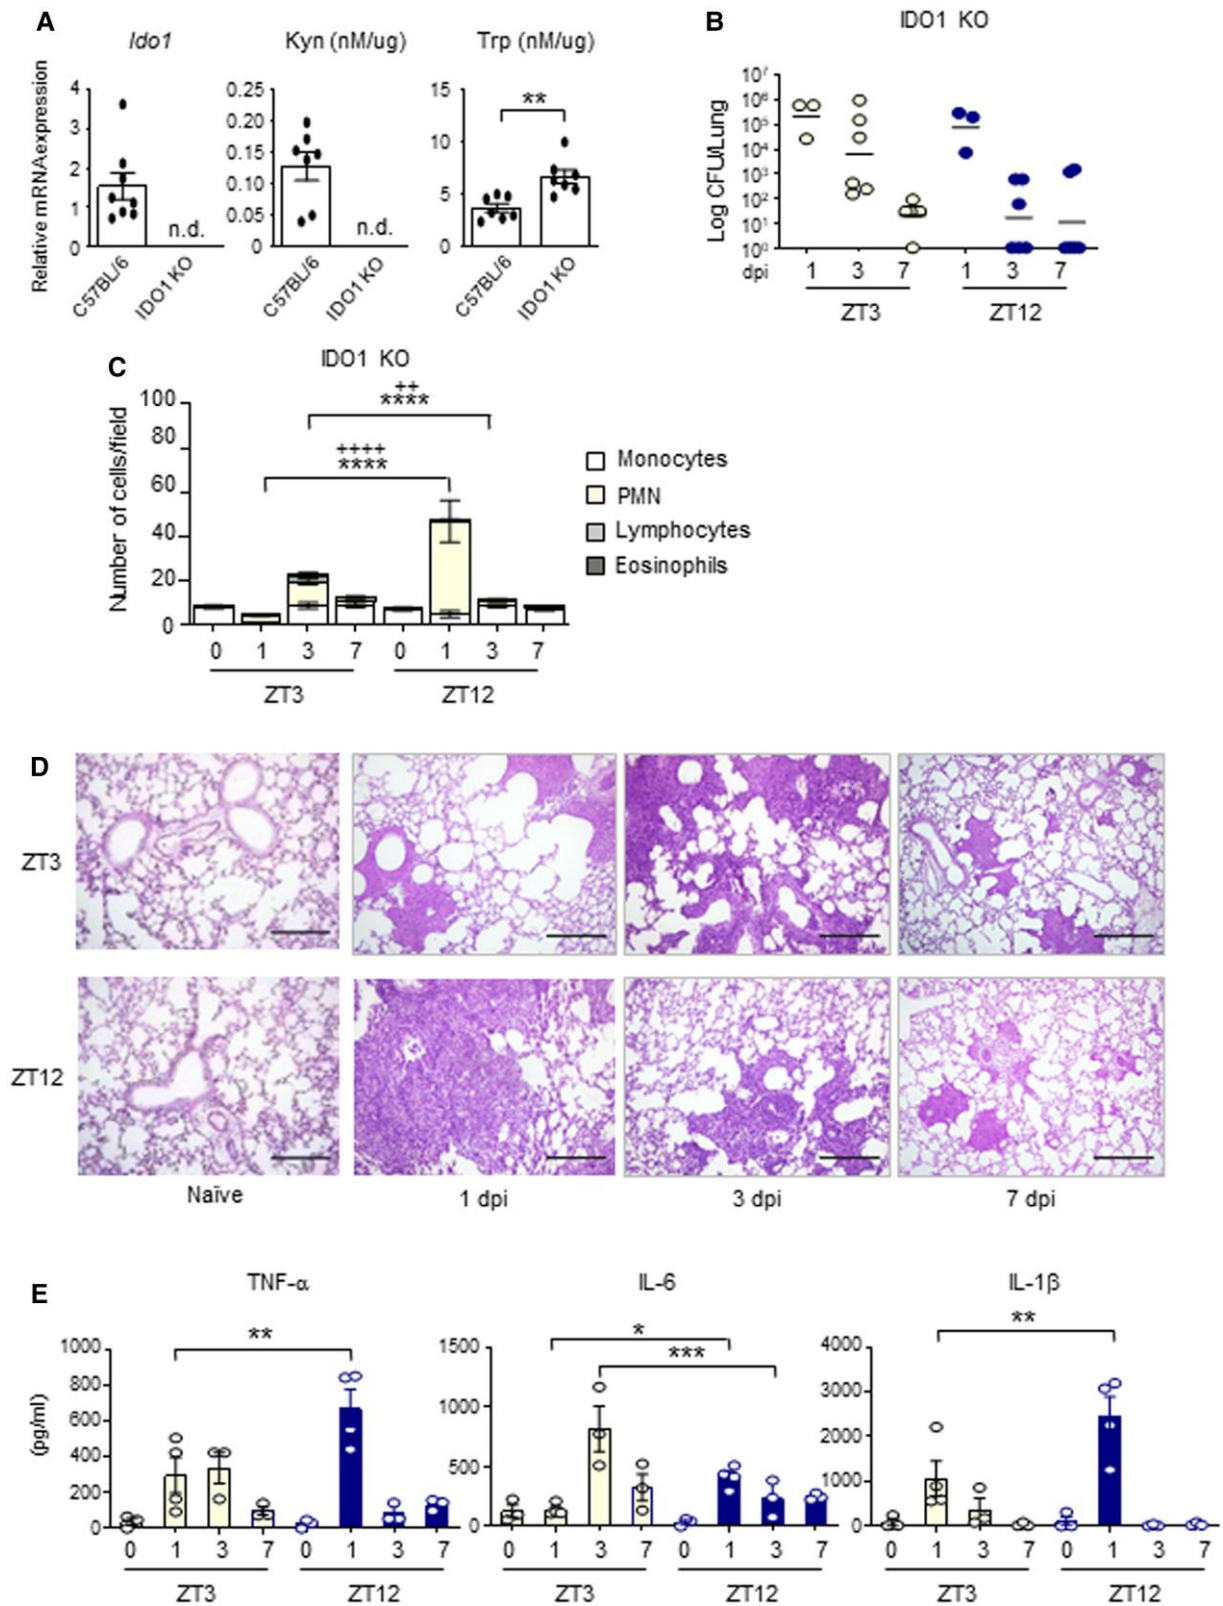 A
Ido1
Kyn (nM/ug)
Trp (nM/ug)
Relative mRNAexpression
4
3
2
1
0
n.d.
C57BL/6
IDO1 KO
0.25
0.20
0.15
0.10
0.05
0
n.d.
C57BL/6
IDO1 KO
15
10
5
0
**
C57BL/6
IDO1 KO
B
IDO1 KO
Log CFU/Lung
10⁷
10⁶
10⁵
10⁴
10³
10²
10¹
10⁰
dpi
1 3 7 1 3 7
ZT3 ZT12
C
IDO1 KO
Number of cells/field
100
80
60
40
20
0
++
****
++++
****
Monocytes
PMN
Lymphocytes
Eosinophils
0 1 3 7 0 1 3 7
ZT3 ZT12
D
ZT3
ZT12
Naïve 1 dpi 3 dpi 7 dpi
E
TNF-α
IL-6
IL-1β
(pg/ml)
1000
800
600
400
200
0
**
0 1 3 7 0 1 3 7
ZT3 ZT12
1500
1000
500
0
*
***
0 1 3 7 0 1 3 7
ZT3 ZT12
4000
3000
2000
1000
0
**
0 1 3 7 0 1 3 7
ZT3 ZT12